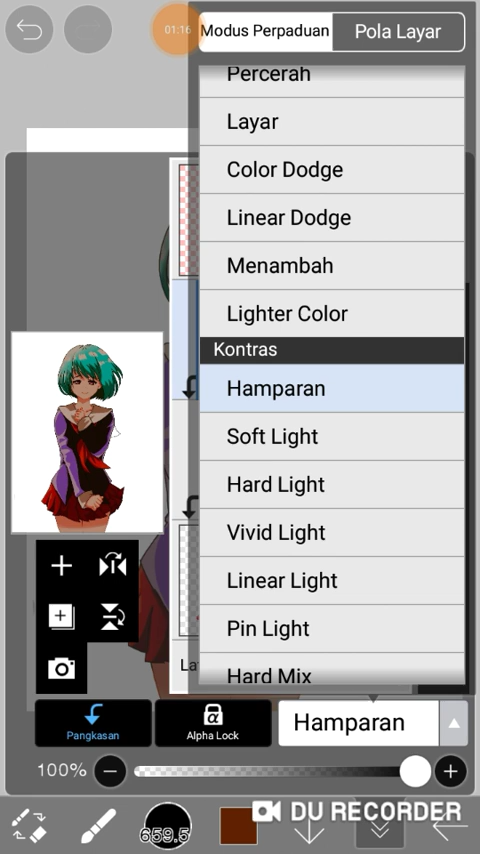 01:16
Modus Perpaduan
Pola Layar
Percerah
Layar
Color Dodge
Linear Dodge
Menambah
Lighter Color
Kontras
Hamparan
Soft Light
Hard Light
Vivid Light
Linear Light
Pin Light
Hard Mix
La
Pangkasan
Alpha Lock
Hamparan
100%
659.5
DU RECORDER